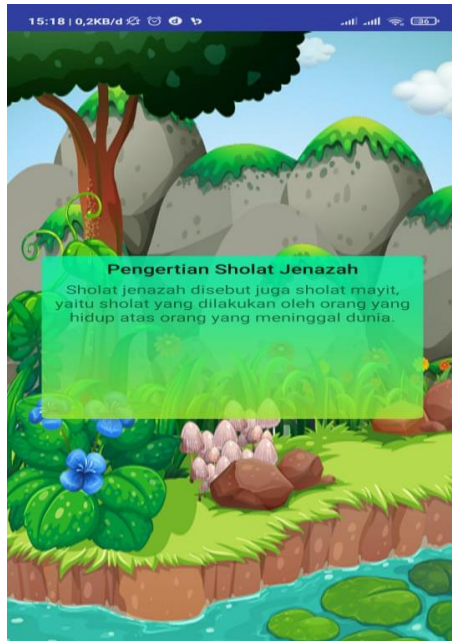 15:18 | 0,2KB/d
36
Pengertian Sholat Jenazah
Sholat jenazah disebut juga sholat mayit,
yaitu sholat yang dilakukan oleh orang yang
hidup atas orang yang meninggal dunia.